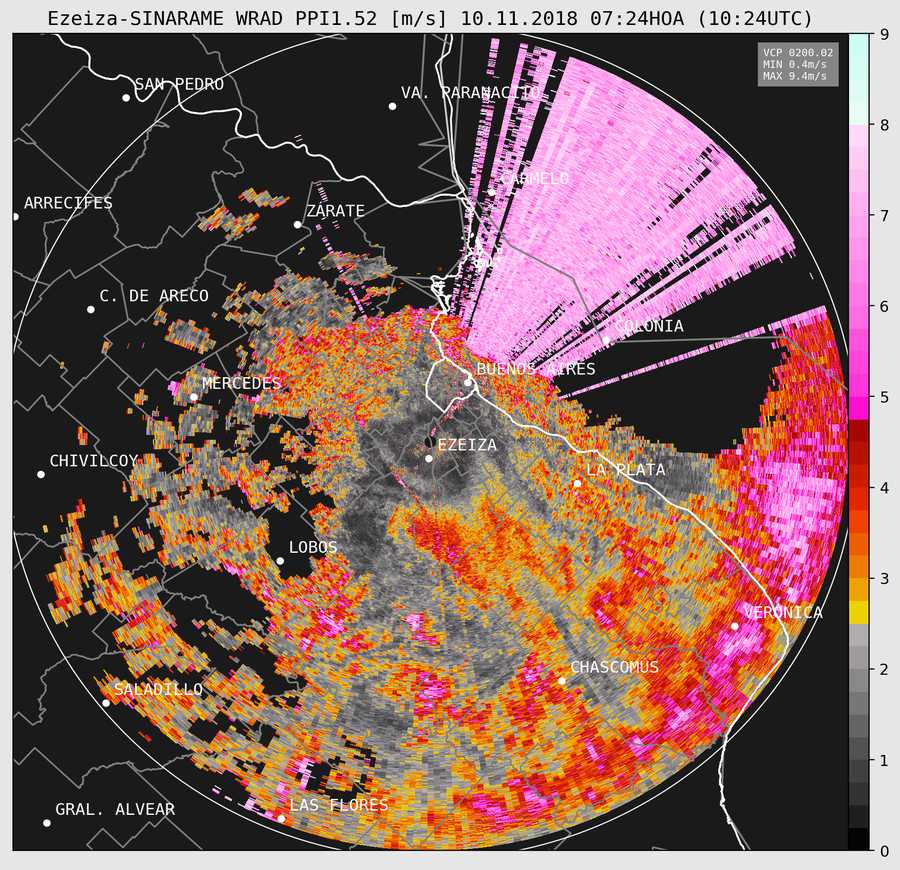 Ezeiza-SINARAME WRAD PPI1.52 [m/s] 10.11.2018 07:24HOA (10:24UTC)
VCP 0200.02
MIN 0.4m/s
MAX 9.4m/s
SAN PEDRO
VA. PARANACITO
CARMELO
ARRECIFES
ZARATE
C. DE ARECO
COLONIA
MERCEDES
BUENOS AIRES
EZEIZA
CHIVILCOY
LA PLATA
LOBOS
VERONICA
CHASCOMUS
SALADILLO
LAS FLORES
GRAL. ALVEAR
9
8
7
6
5
4
3
2
1
0